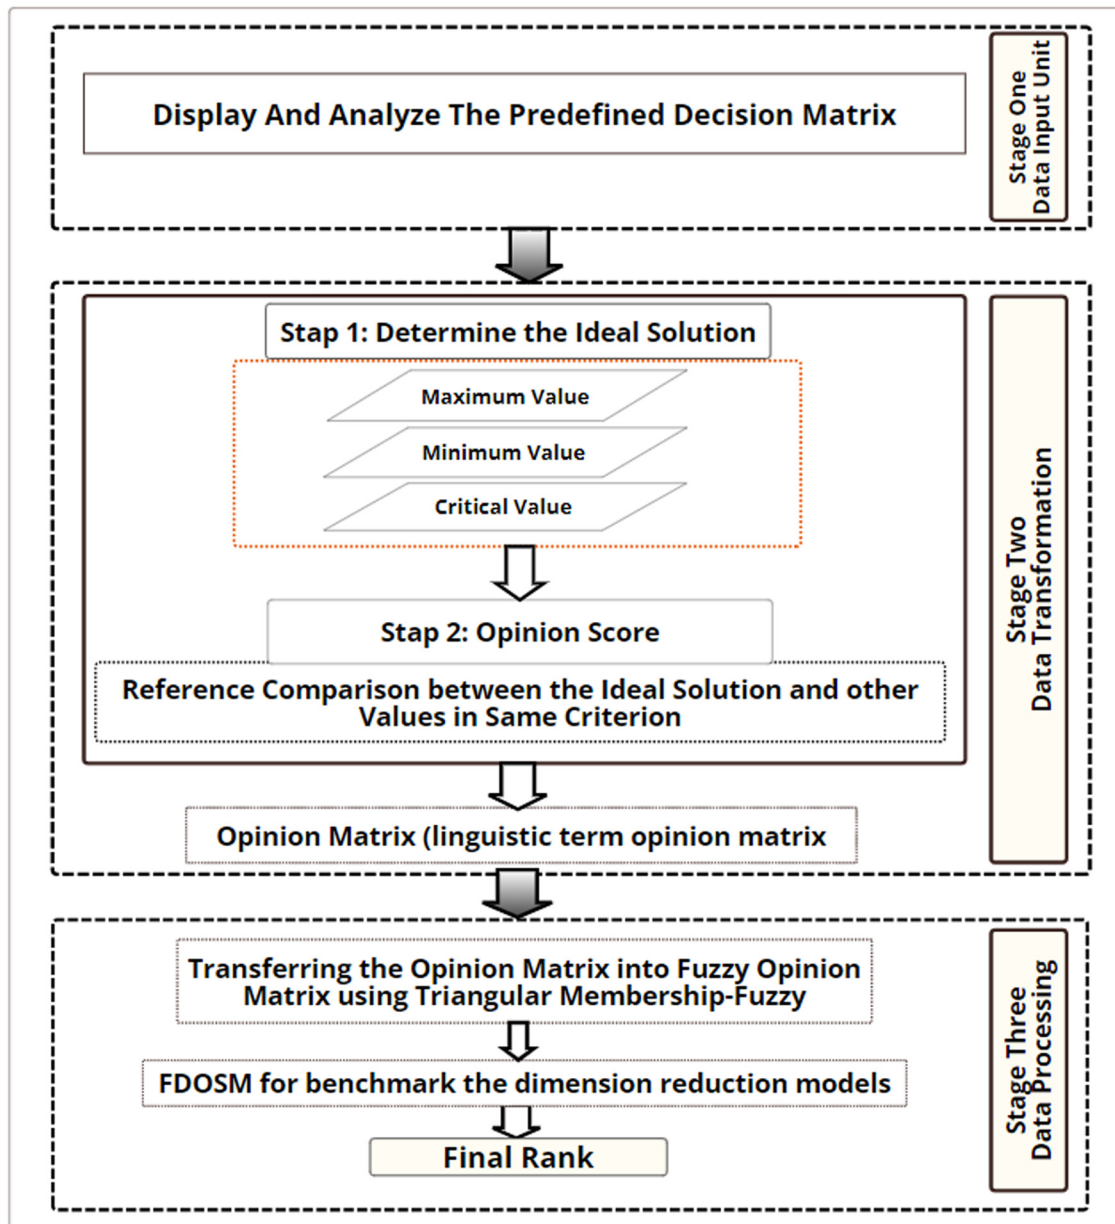 Display And Analyze The Predefined Decision Matrix
Stage One
Data Input Unit
Stap 1: Determine the Ideal Solution
Maximum Value
Minimum Value
Critical Value
Stap 2: Opinion Score
Reference Comparison between the Ideal Solution and other
Values in Same Criterion
Opinion Matrix (linguistic term opinion matrix
Stage Two
Data Transformation
Transferring the Opinion Matrix into Fuzzy Opinion
Matrix using Triangular Membership-Fuzzy
FDOSM for benchmark the dimension reduction models
Final Rank
Stage Three
Data Processing